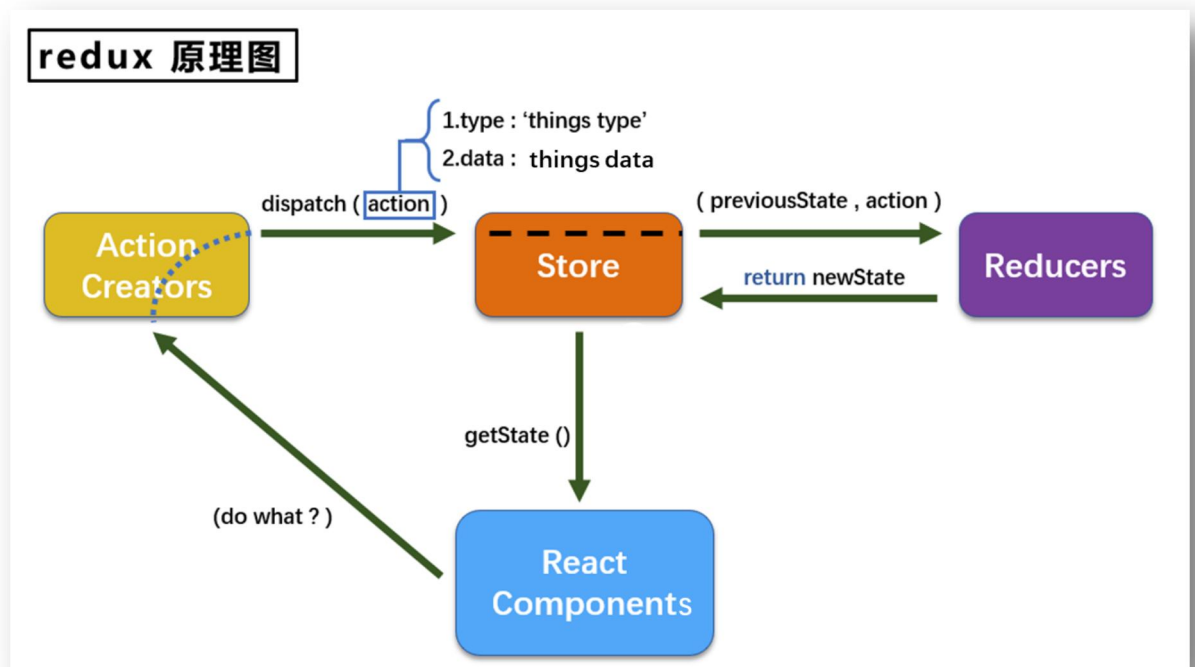 redux 原理图
1.type : ‘things type’
2.data : things data
dispatch ( action )
( previousState , action )
Action
Creators
Store
Reducers
return newState
getState ()
(do what ? )
React
Components